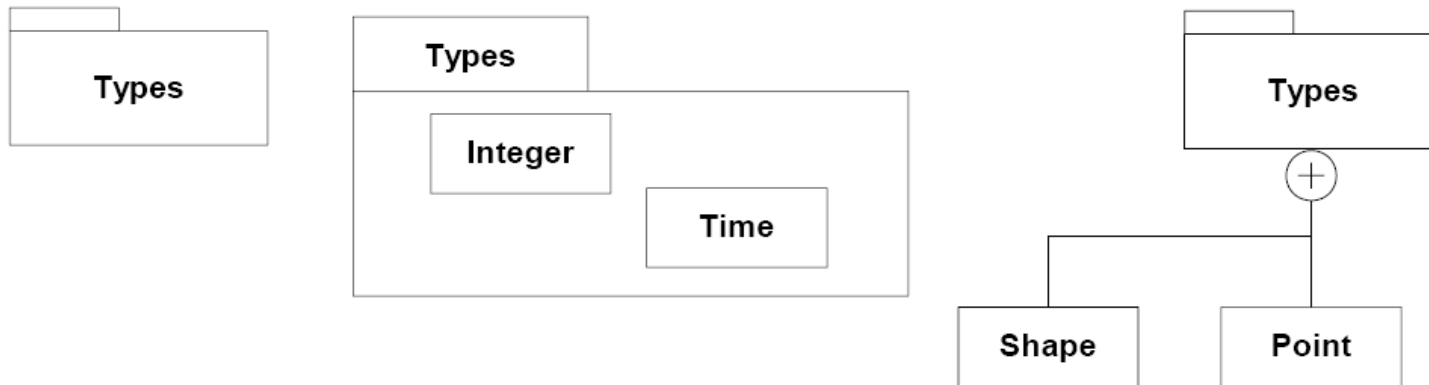 Types
Types
Integer
Time
Types
Shape
Point